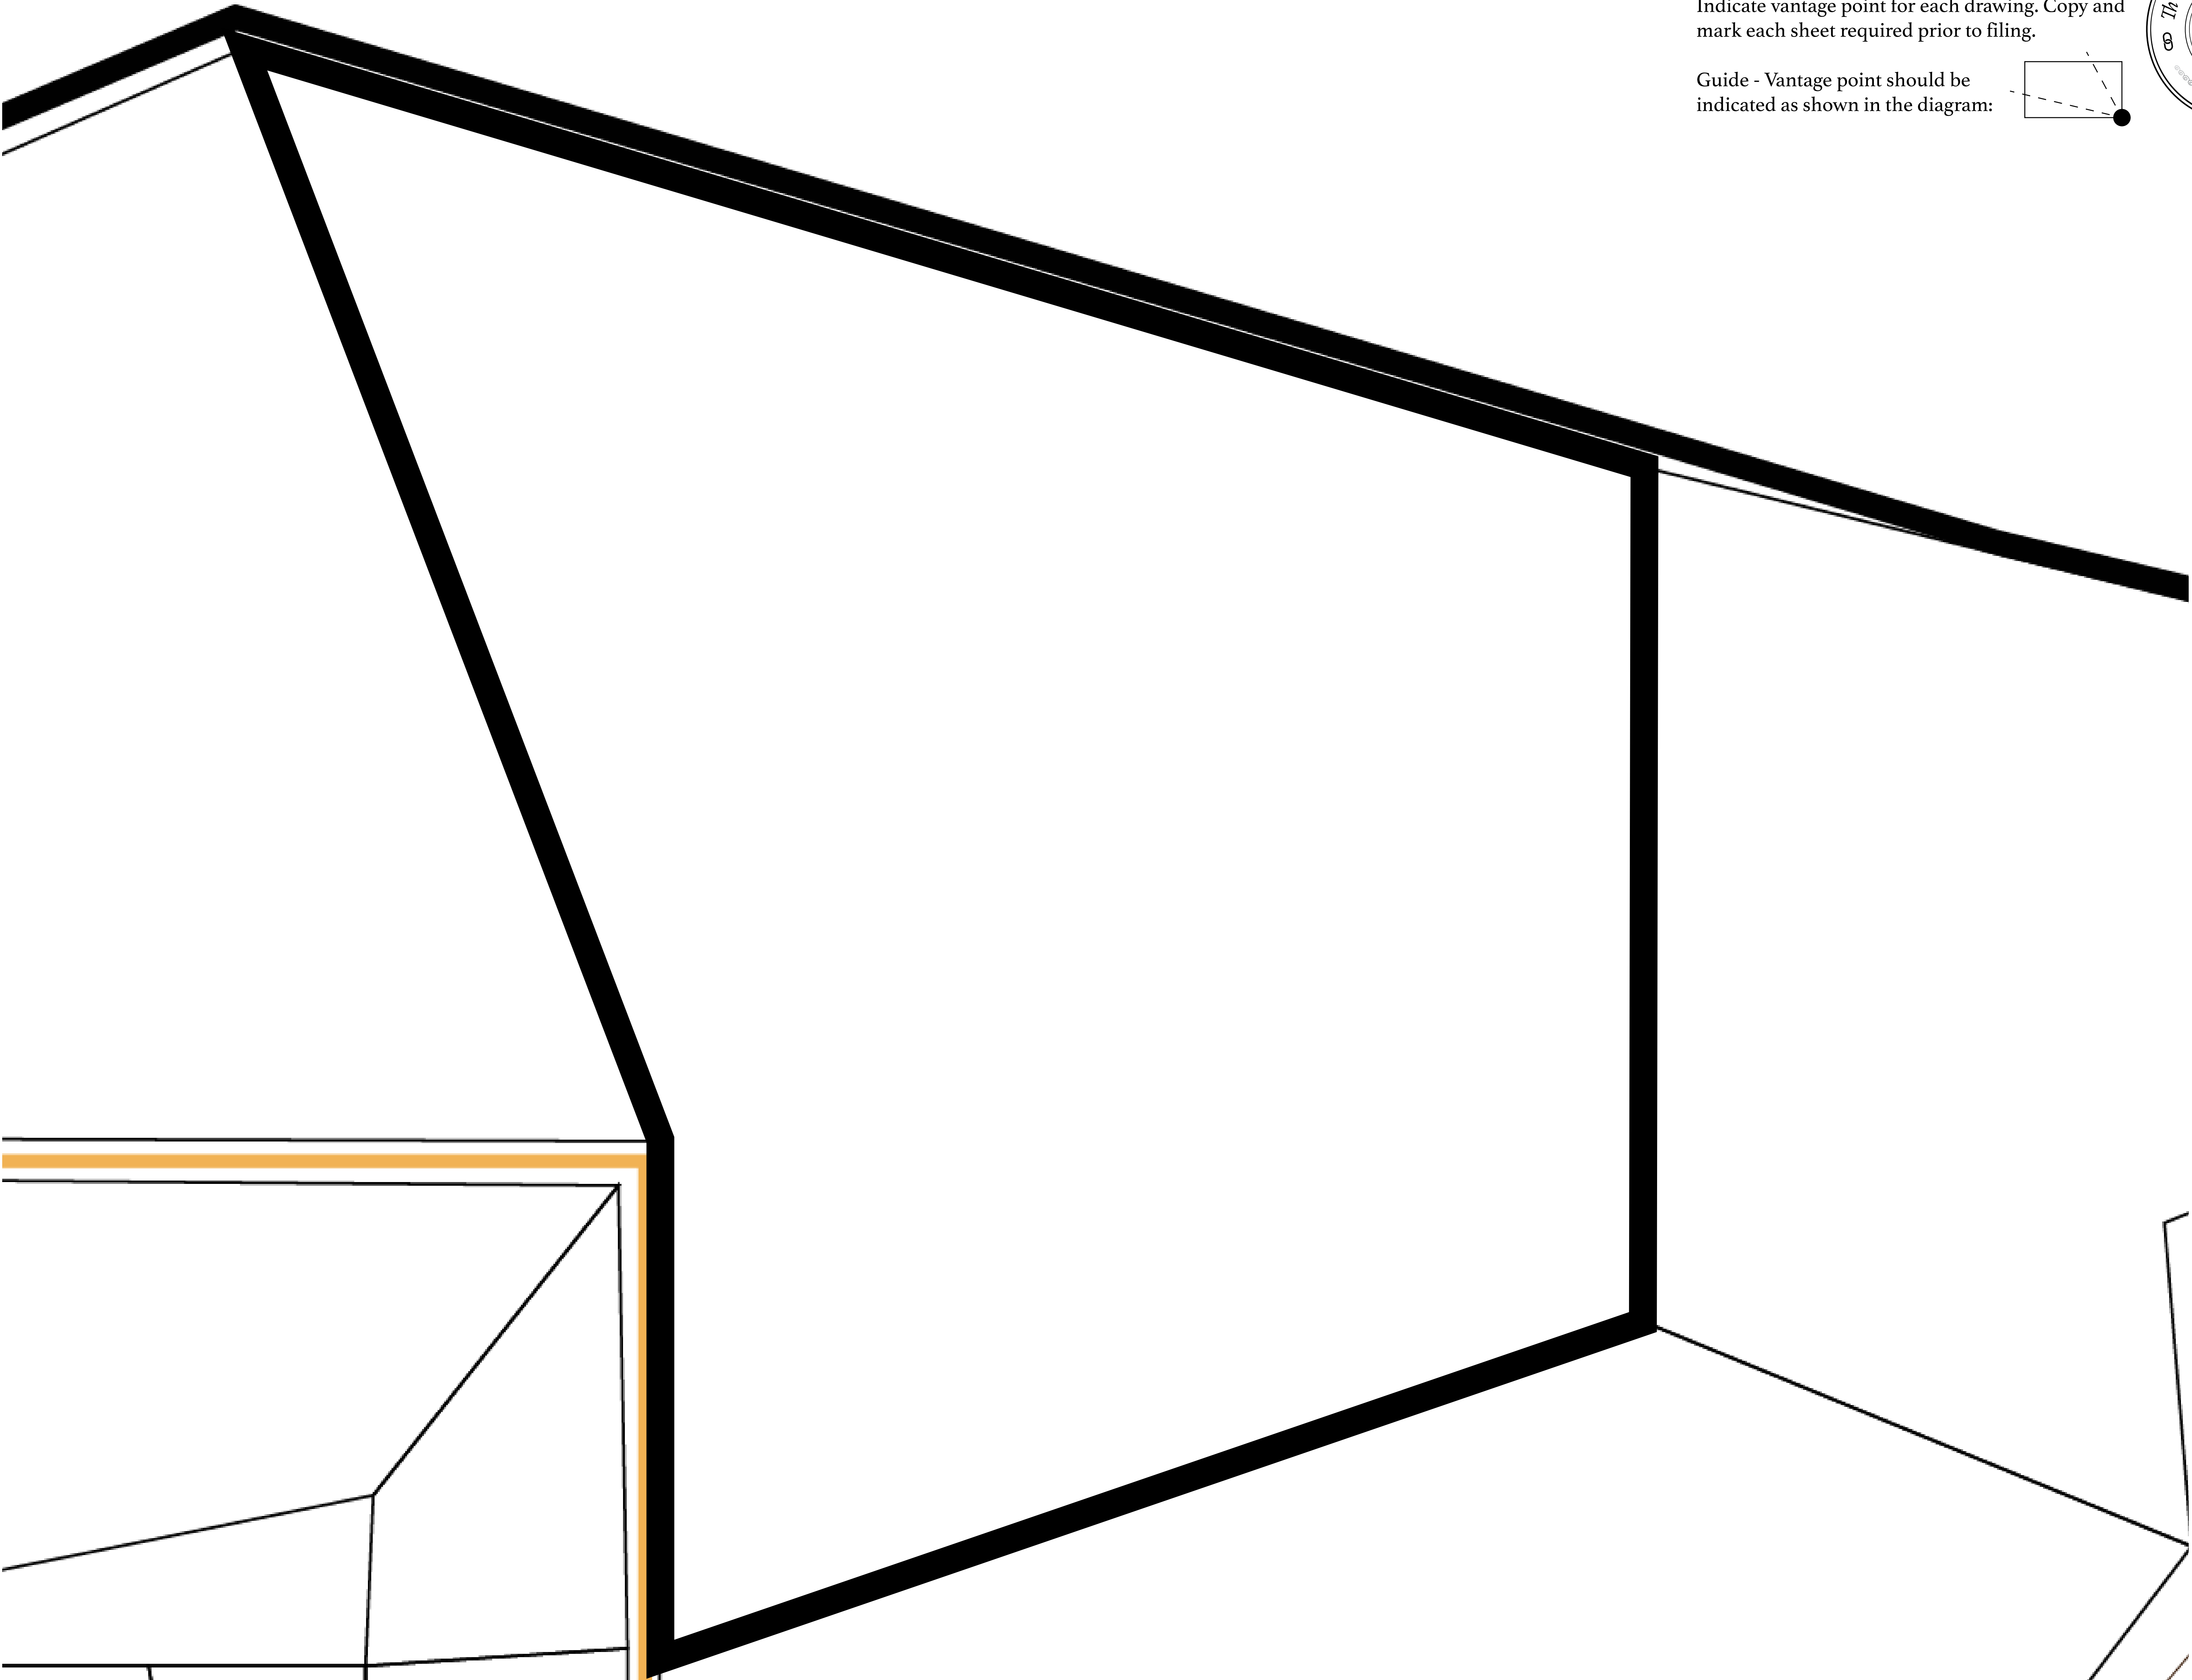 Indicate vantage point for each drawing. Copy and
mark each sheet required prior to filing.
Guide - Vantage point should be
indicated as shown in the diagram:
Th